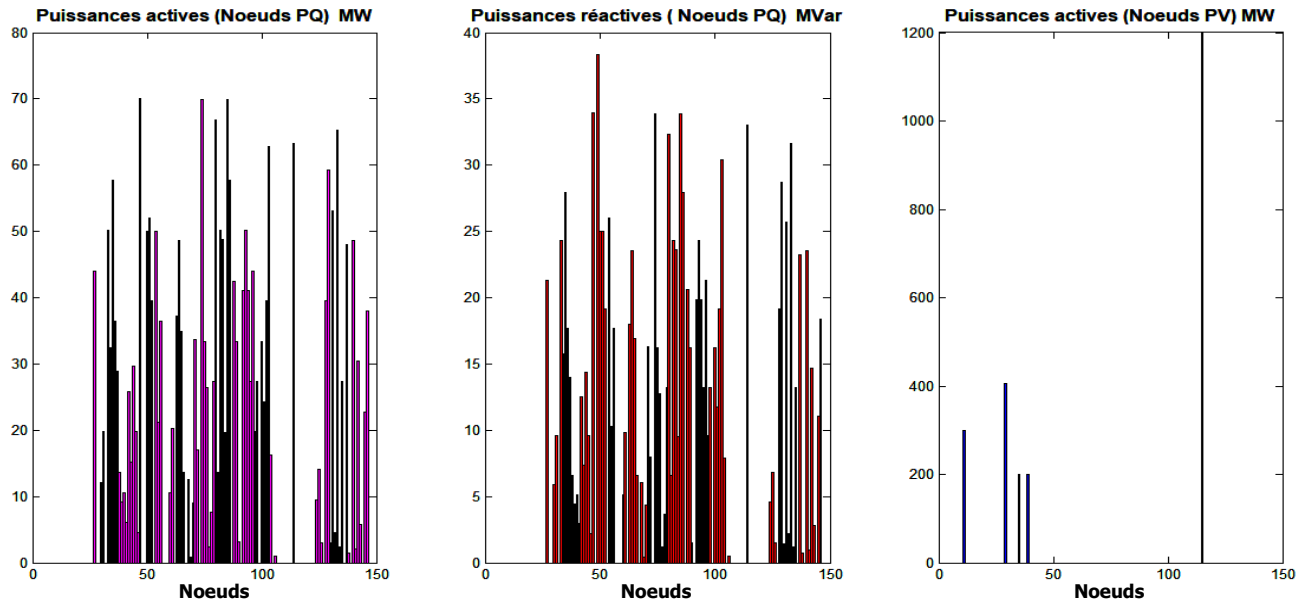 Puissances actives (Noeuds PQ) MW
80
70
60
50
40
30
20
10
0
0 50 100 150
Noeuds
Puissances réactives ( Noeuds PQ) MVar
40
35
30
25
20
15
10
5
0
0 50 100 150
Noeuds
Puissances actives (Noeuds PV) MW
1200
1000
800
600
400
200
0
0 50 100 150
Noeuds